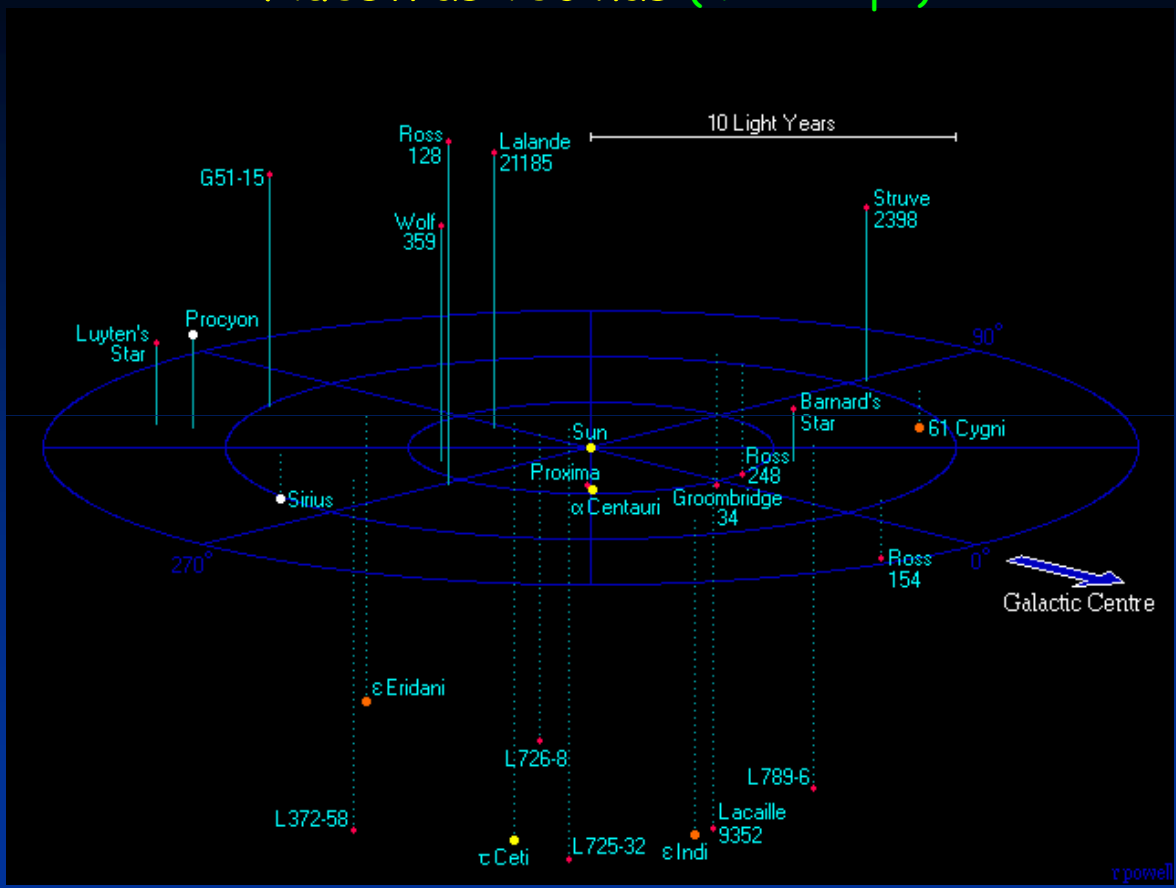 10 Light Years
Ross
128
Lalande
21185
G51-15
Struve
2398
Wolf
359
Procyon
Luyten's
Star
90°
Barnard's
Star
61 Cygni
Sun
Ross
248
Proxima
Sirius
α Centauri
Groombridge
34
270°
Ross
154
0°
Galactic Centre
ε Eridani
L726-8
L789-6
L372-58
Lacaille
9352
τ Ceti
L725-32
ε Indi
r powell